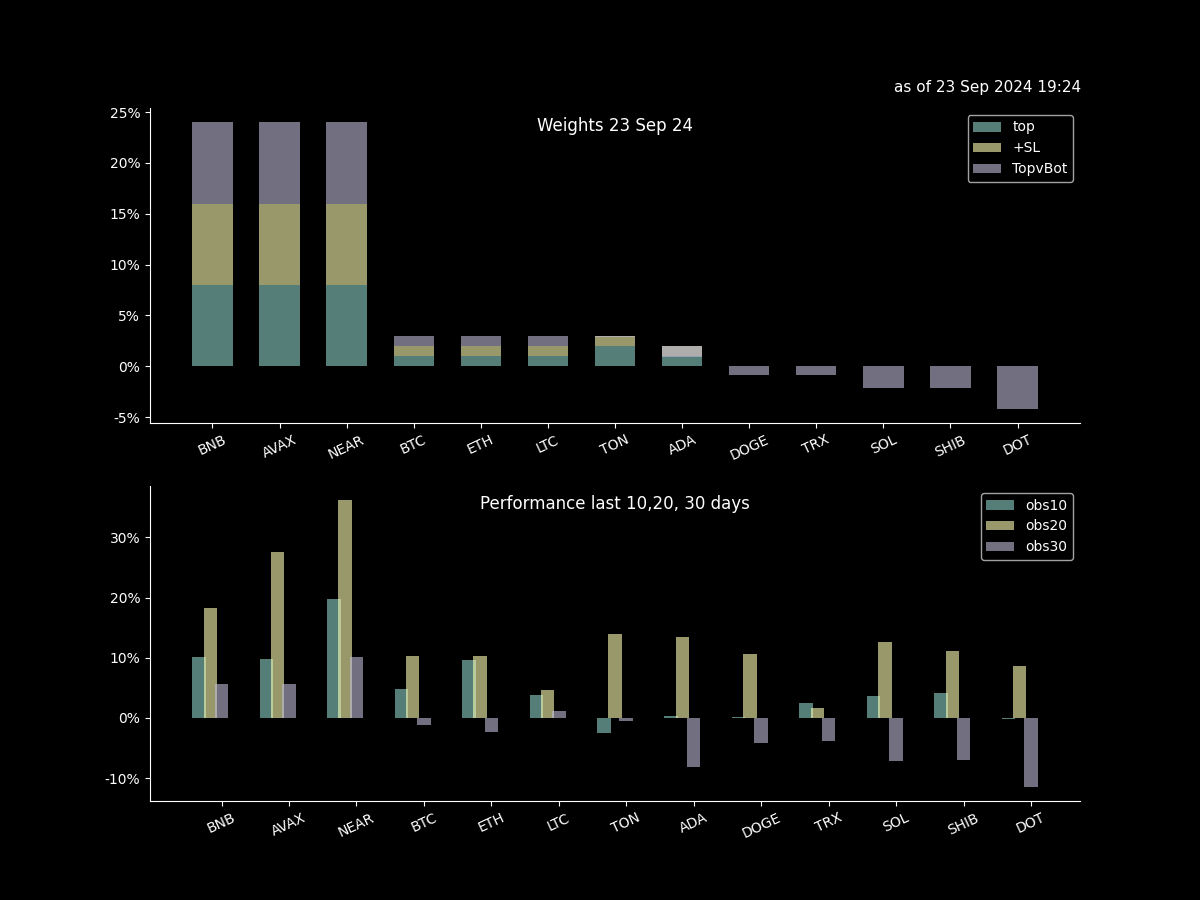 as of 23 Sep 2024 19:24
Weights 23 Sep 24
top
+SL
TopvBot
25%
20%
15%
10%
5%
0%
-5%
BNB AVAX NEAR BTC ETH LTC TON ADA DOGE TRX SOL SHIB DOT
Performance last 10,20, 30 days
obs10
obs20
obs30
30%
20%
10%
0%
-10%
BNB AVAX NEAR BTC ETH LTC TON ADA DOGE TRX SOL SHIB DOT